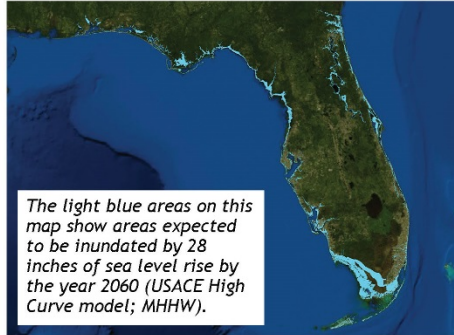 The light blue areas on this
map show areas expected
to be inundated by 28
inches of sea level rise by
the year 2060 (USACE High
Curve model; MHHW).